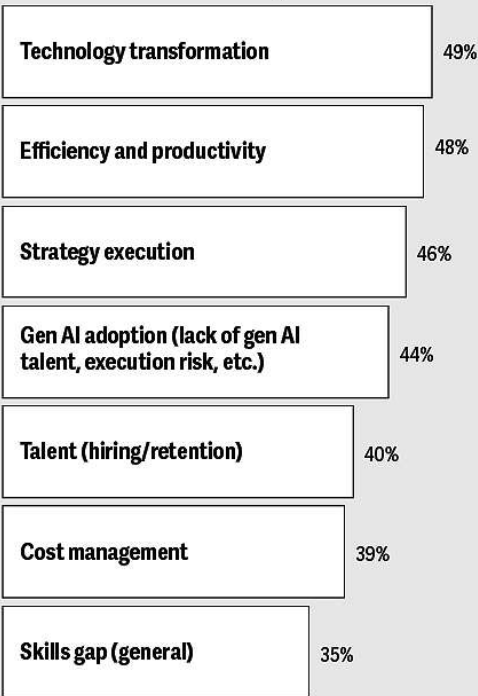 Technology transformation
49%
Efficiency and productivity
48%
Strategy execution
46%
Gen AI adoption (lack of gen AI
talent, execution risk, etc.)
44%
Talent (hiring/retention)
40%
Cost management
39%
Skills gap (general)
35%